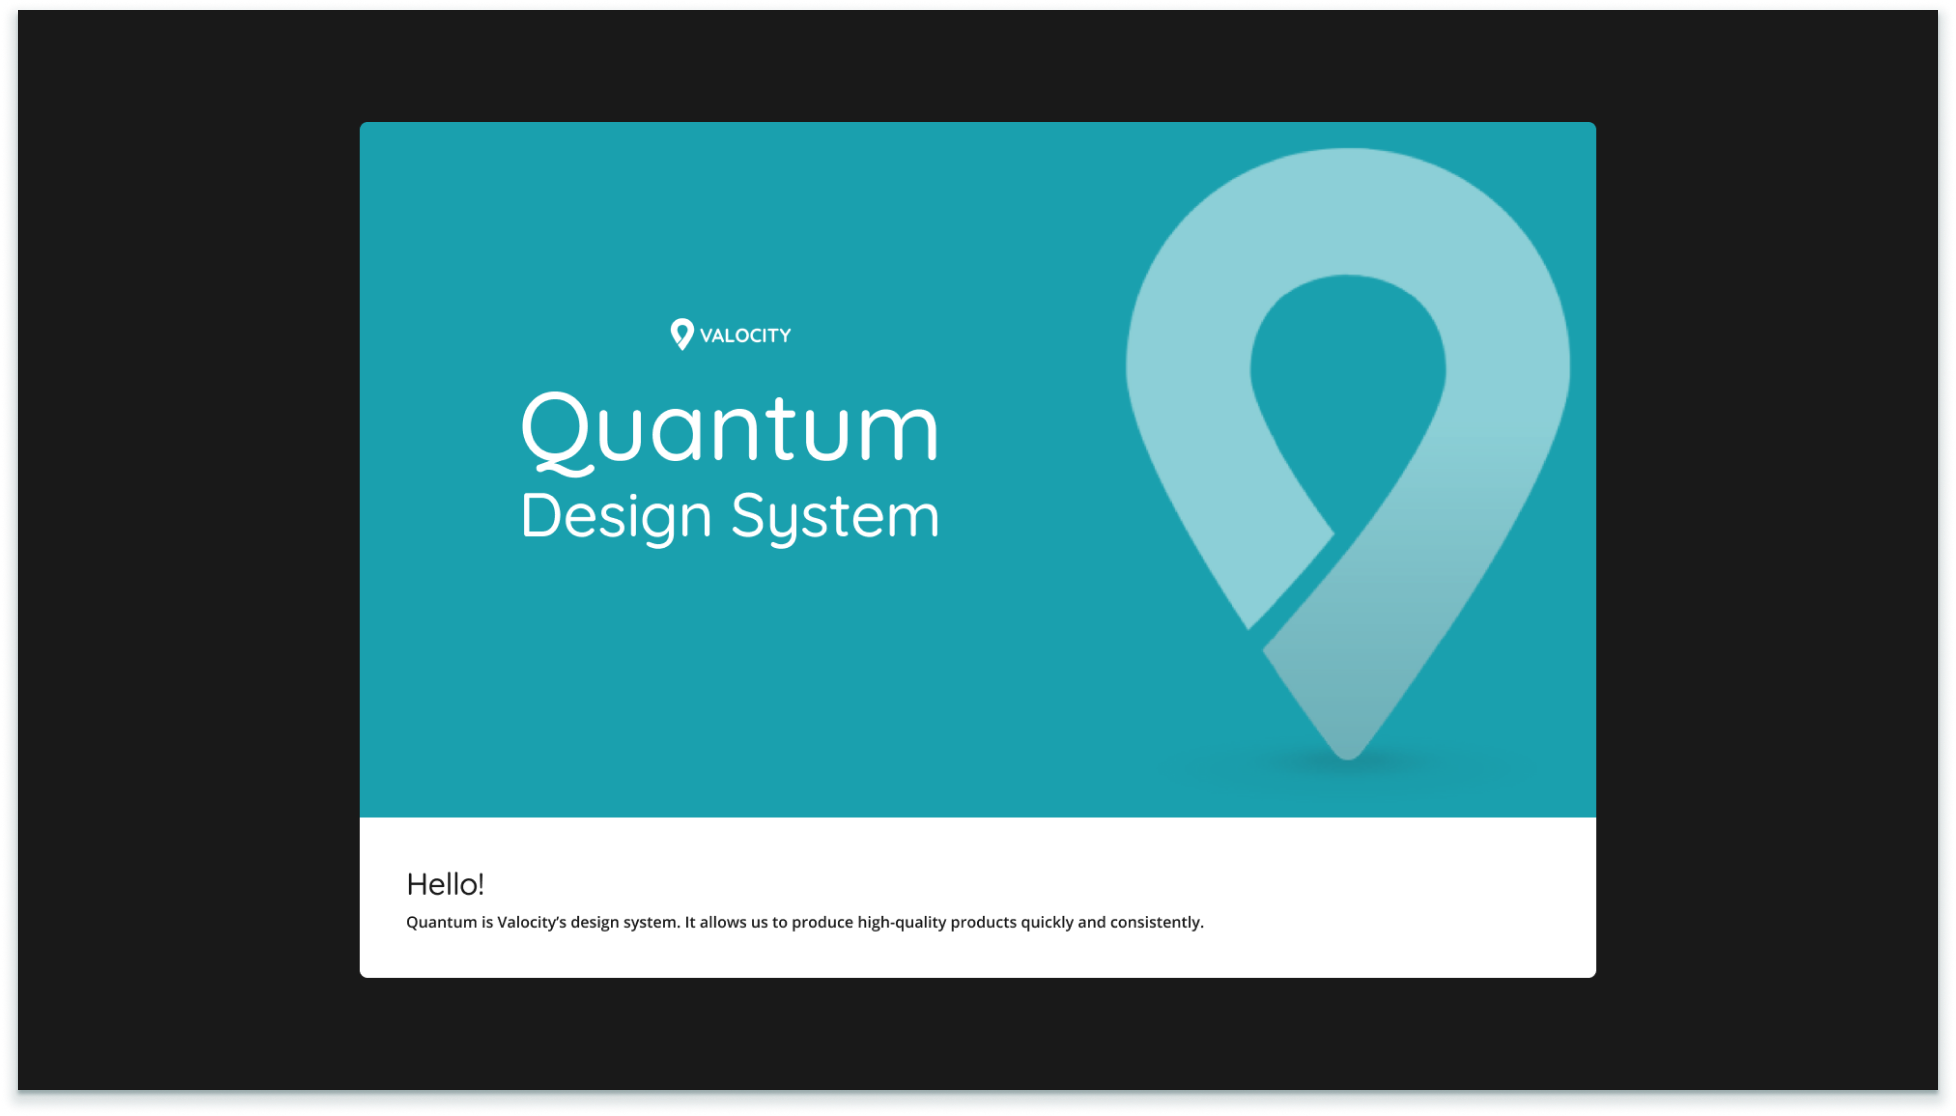 VALOCITY
Quantum
Design System
Hello!
Quantum is Valocity’s design system. It allows us to produce high-quality products quickly and consistently.